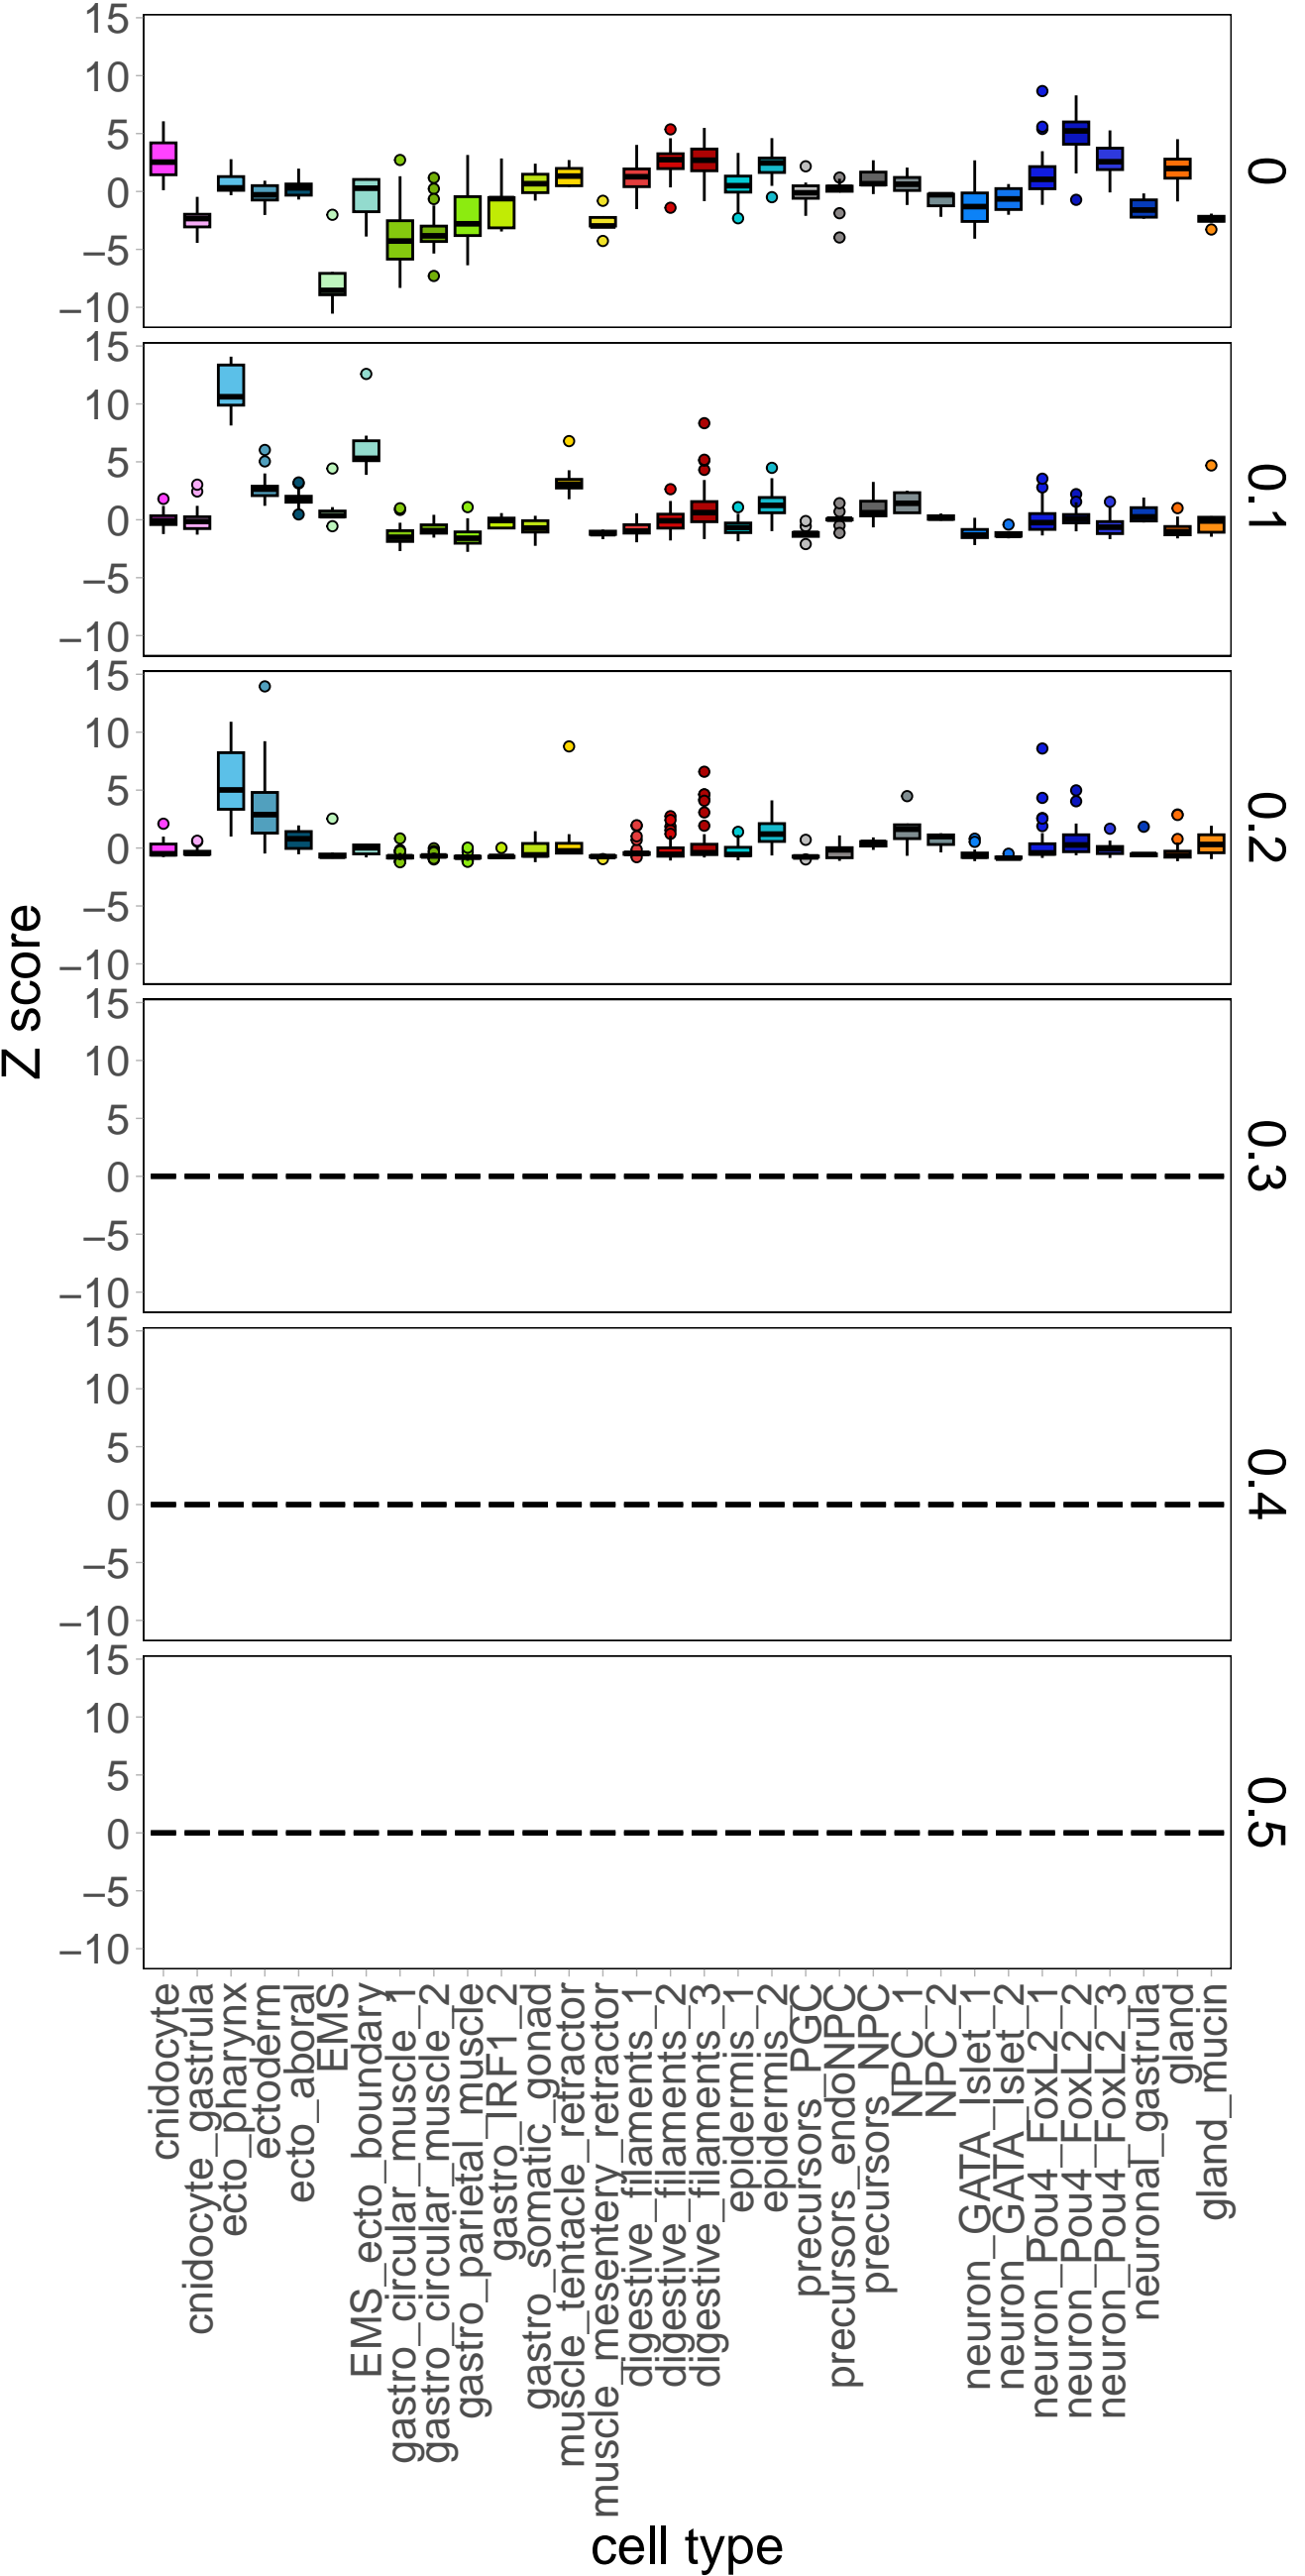 15
10
5
0
−5
−10
0
15
10
5
0
−5
−10
0.1
15
10
5
0
−5
−10
0.2
15
10
5
0
−5
−10
0.3
15
10
5
0
−5
−10
0.4
15
10
5
0
−5
−10
0.5
Z score
cnidocyte
cnidocyte_gastrula
ecto_pharynx
ectoderm
ecto_aboral
EMS
EMS_ecto_boundary
gastro_circular_muscle_1
gastro_circular_muscle_2
gastro_parietal_muscle
gastro_IRF1_2
gastro_somatic_gonad
muscle_tentacle_retractor
muscle_mesentery_retractor
digestive_filaments_1
digestive_filaments_2
digestive_filaments_3
epidermis_1
epidermis_2
precursors_PGC
precursors_endoNPC
precursors_NPC
NPC_1
NPC_2
neuron_GATA_Islet_1
neuron_GATA_Islet_2
neuron_Pou4_FoxL2_1
neuron_Pou4_FoxL2_2
neuron_Pou4_FoxL2_3
neuronal_gastrula
gland
gland_mucin
cell type